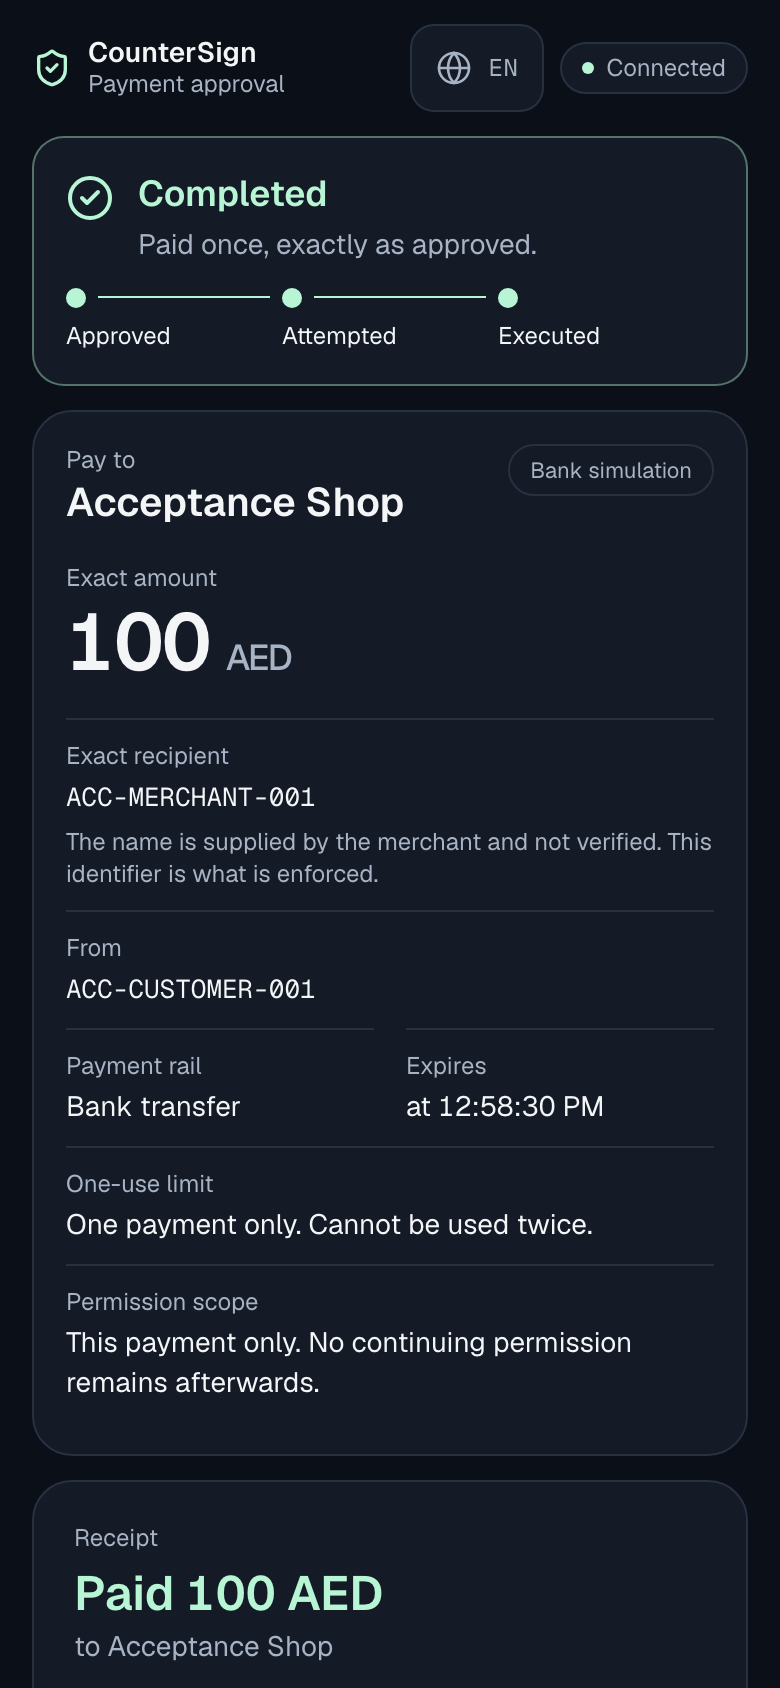 CounterSign
Payment approval
EN
Connected
Completed
Paid once, exactly as approved.
Approved
Attempted
Executed
Pay to
Bank simulation
Acceptance Shop
Exact amount
100 AED
Exact recipient
ACC-MERCHANT-001
The name is supplied by the merchant and not verified. This
identifier is what is enforced.
From
ACC-CUSTOMER-001
Payment rail
Bank transfer
Expires
at 12:58:30 PM
One-use limit
One payment only. Cannot be used twice.
Permission scope
This payment only. No continuing permission
remains afterwards.
Receipt
Paid 100 AED
to Acceptance Shop